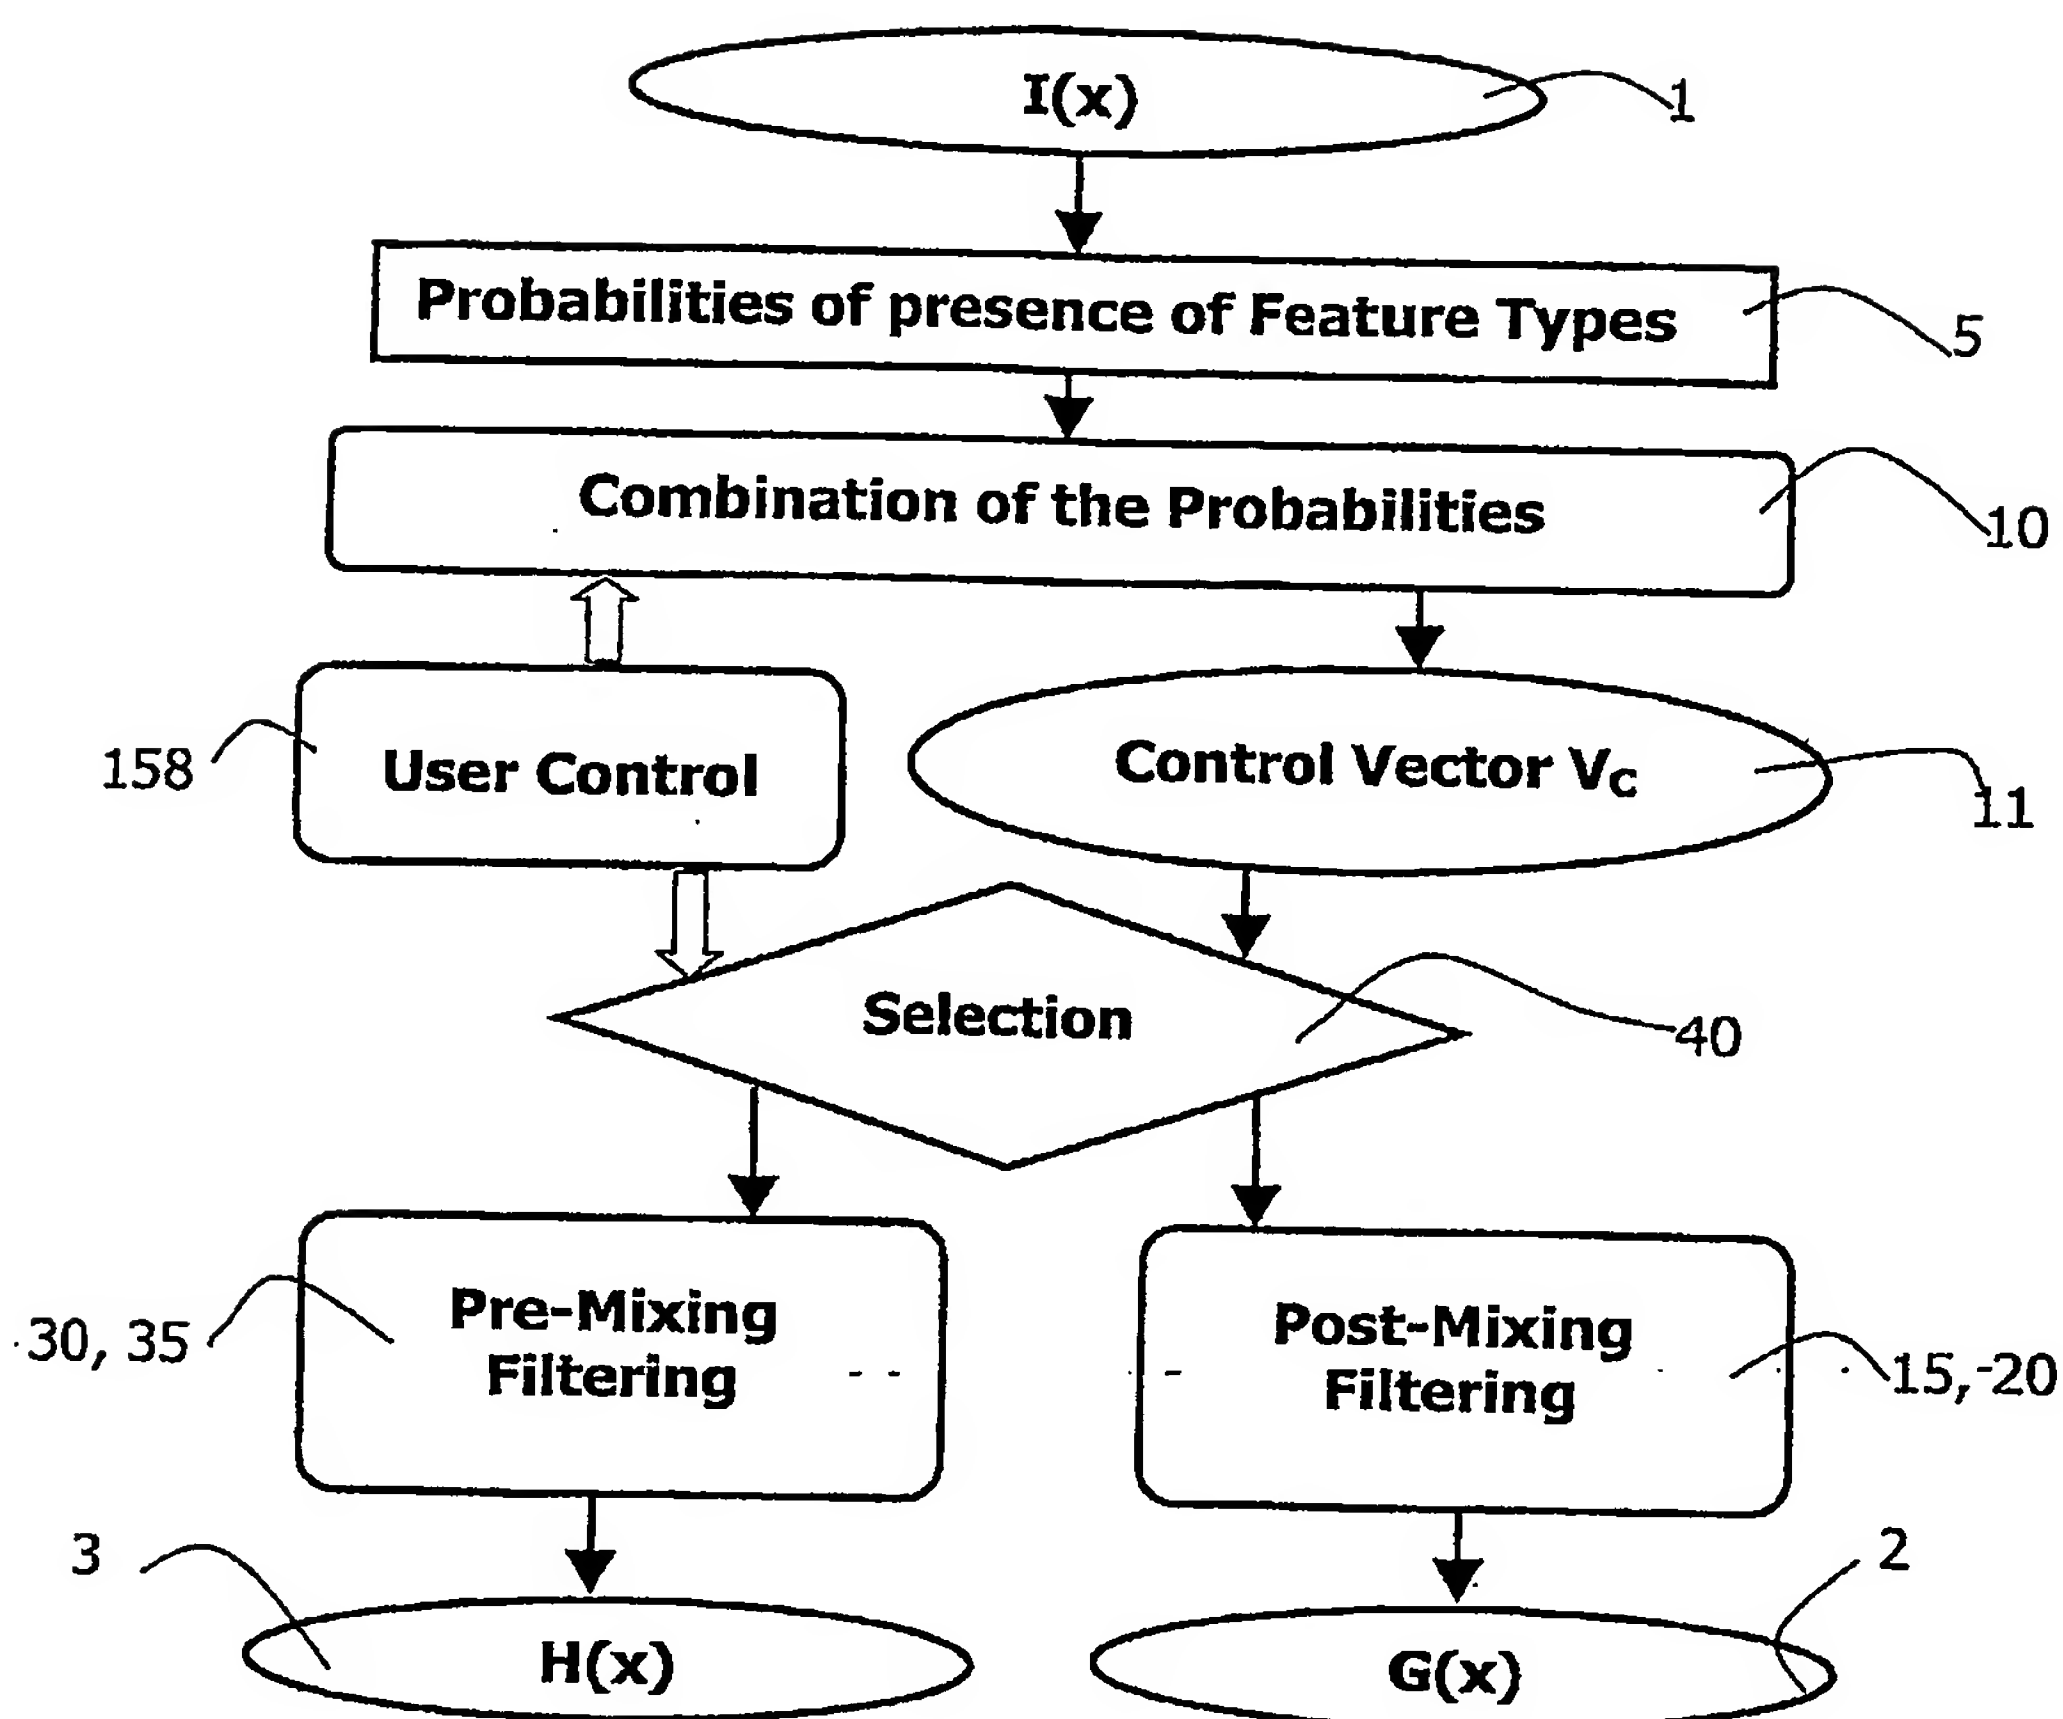 I(x)
1
Probabilities of presence of Feature Types
5
Combination of the Probabilities
10
158
User Control
Control Vector VC
11
Selection
40
30, 35
Pre-Mixing
Filtering
Post-Mixing
Filtering
15, 20
3
H(x)
G(x)
2